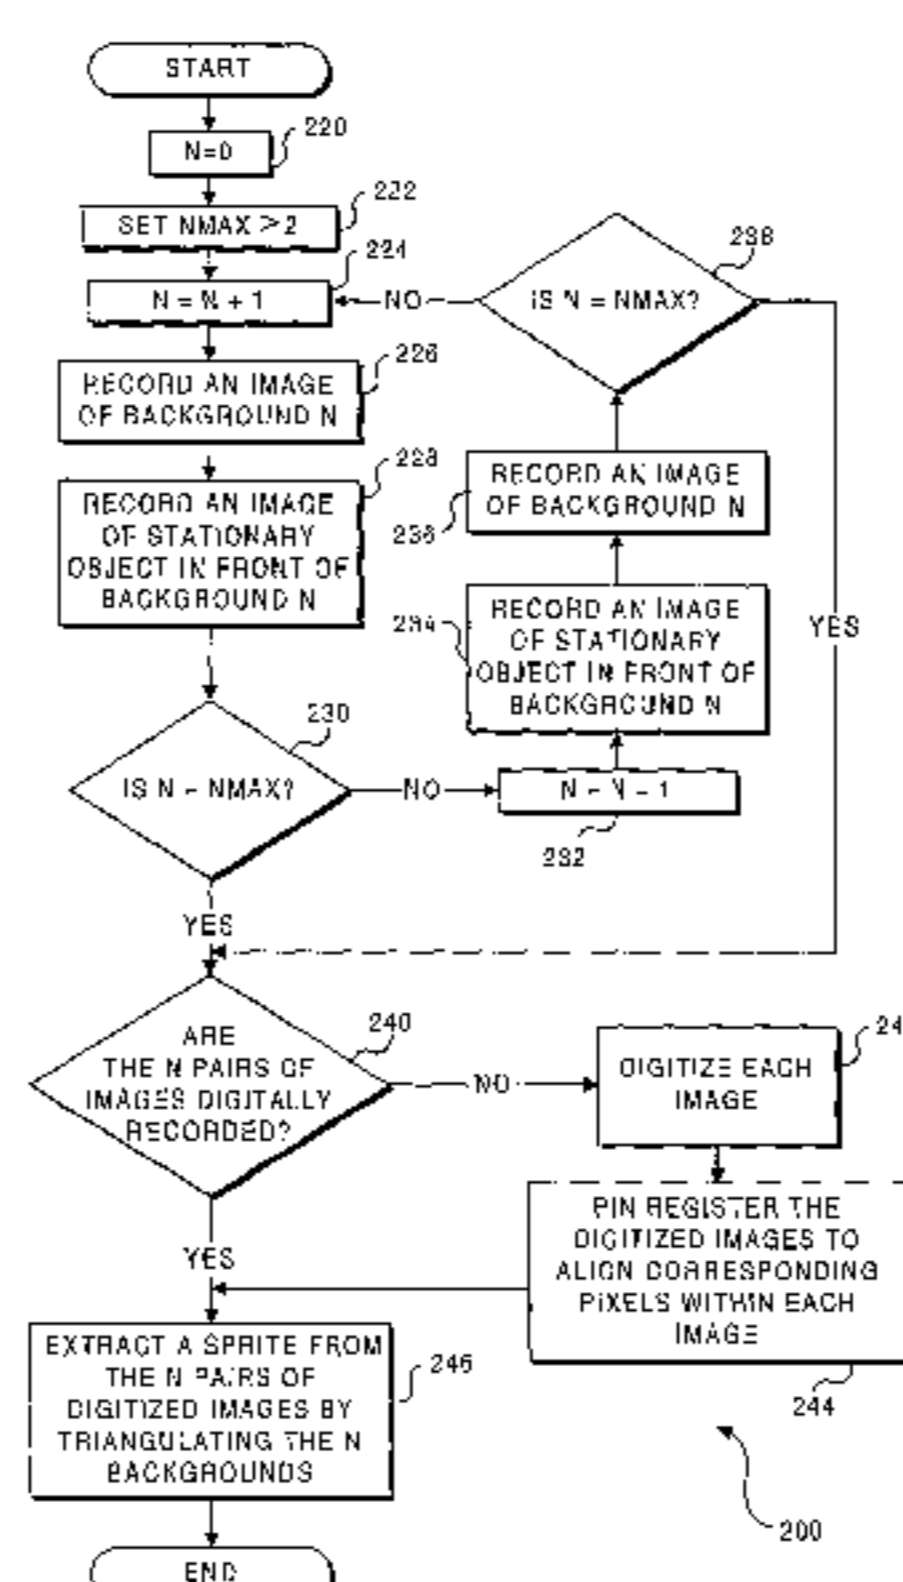 START
N=0
220
SET NMAX ≥ 2
222
N = N + 1
224
NO
IS N = NMAX?
238
RECORD AN IMAGE
OF BACKGROUND N
226
RECORD AN IMAGE
OF STATIONARY
OBJECT IN FRONT OF
BACKGROUND N
228
RECORD AN IMAGE
OF BACKGROUND N
236
RECORD AN IMAGE
OF STATIONARY
OBJECT IN FRONT OF
BACKGROUND N
234
YES
IS N = NMAX?
230
NO
232
YES
ARE
THE N PAIRS OF
IMAGES DIGITALLY
RECORDED?
240
NO
DIGITIZE EACH
IMAGE
PIN REGISTER THE
DIGITIZED IMAGES TO
ALIGN CORRESPONDING
PIXELS WITHIN EACH
IMAGE
244
YES
EXTRACT A SPRITE FROM
THE N PAIRS OF
DIGITIZED IMAGES BY
TRIANGULATING THE N
BACKGROUNDS
246
200
END